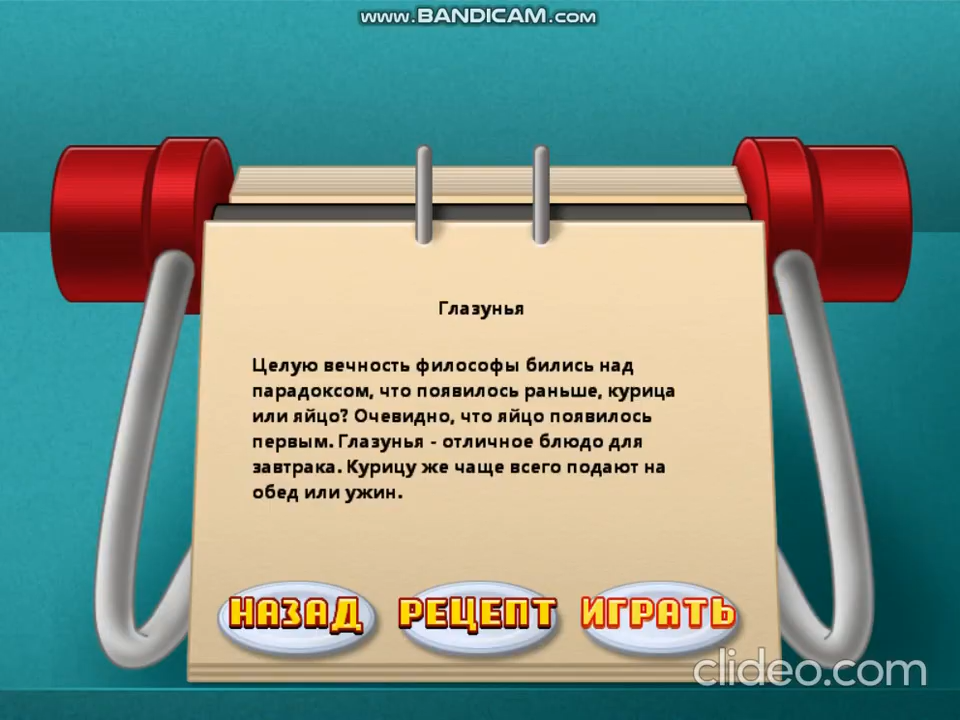 www.BANDICAM.com
Глазунья
Целую вечность философы бились над
парадоксом, что появилось раньше, курица
или яйцо? Очевидно, что яйцо появилось
первым. Глазунья - отличное блюдо для
завтрака. Курицу же чаще всего подают на
обед или ужин.
НАЗАД РЕЦЕПТ ИГРАТЬ
clideo.com